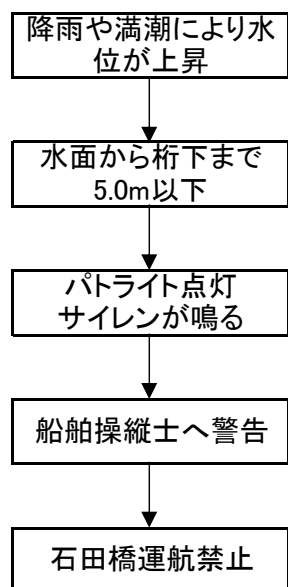 降雨や満潮により水
位が上昇
水面から桁下まで
5.0m以下
パトライト点灯
サイレンが鳴る
船舶操縦士へ警告
石田橋運航禁止